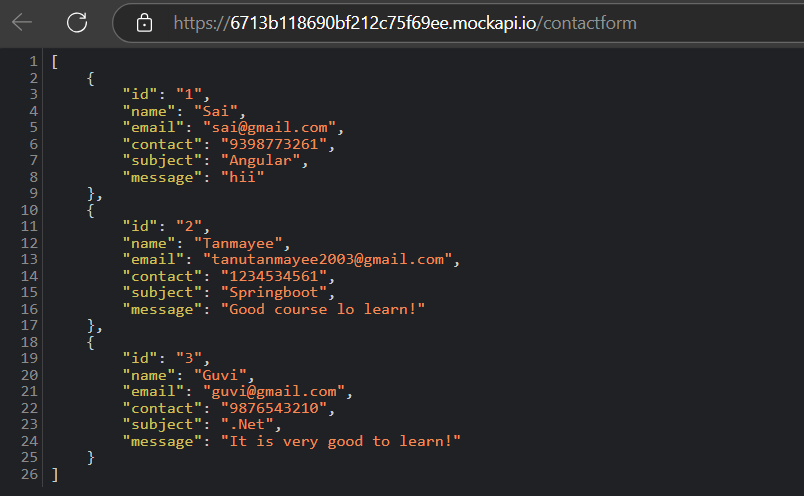 https://6713b118690bf212c75f69ee.mockapi.io/contactform
1 [
2 {
3 "id": "1",
4 "name": "Sai",
5 "email": "sai@gmail.com",
6 "contact": "9398773261",
7 "subject": "Angular",
8 "message": "hii"
9 },
10 {
11 "id": "2",
12 "name": "Tanmayee",
13 "email": "tanutanmayee2003@gmail.com",
14 "contact": "1234534561",
15 "subject": "Springboot",
16 "message": "Good course lo learn!"
17 },
18 {
19 "id": "3",
20 "name": "Guvi",
21 "email": "guvi@gmail.com",
22 "contact": "9876543210",
23 "subject": ".Net",
24 "message": "It is very good to learn!"
25 }
26 ]